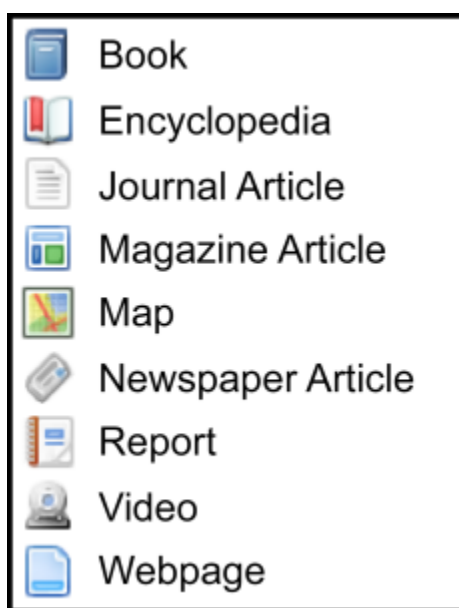 Book
Encyclopedia
Journal Article
Magazine Article
Map
Newspaper Article
Report
Video
Webpage